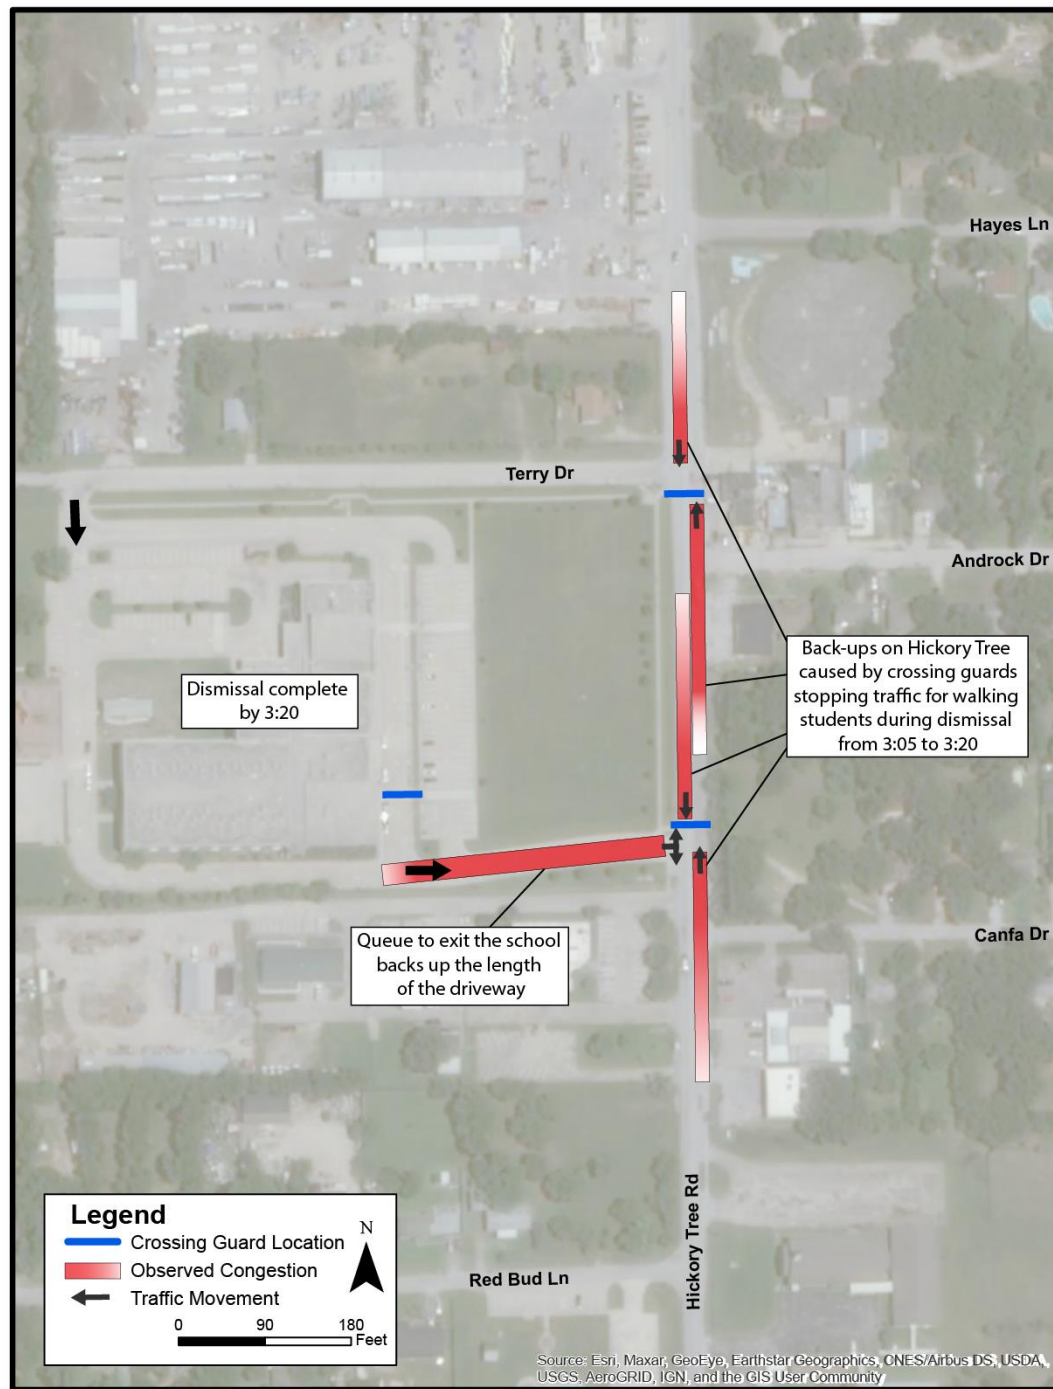 Hayes Ln
Terry Dr
Androck Dr
Back-ups on Hickory Tree
caused by crossing guards
stopping traffic for walking
students during dismissal
from 3:05 to 3:20
Dismissal complete
by 3:20
Canfa Dr
Queue to exit the school
backs up the length
of the driveway
Hickory Tree Rd
Red Bud Ln
Legend
N
Crossing Guard Location
Observed Congestion
Traffic Movement
0 90 180
Feet
Source: Esri, Maxar, GeoEye, Earthstar Geographics, CNES/Airbus DS, USDA,
USGS, AeroGRID, IGN, and the GIS User Community